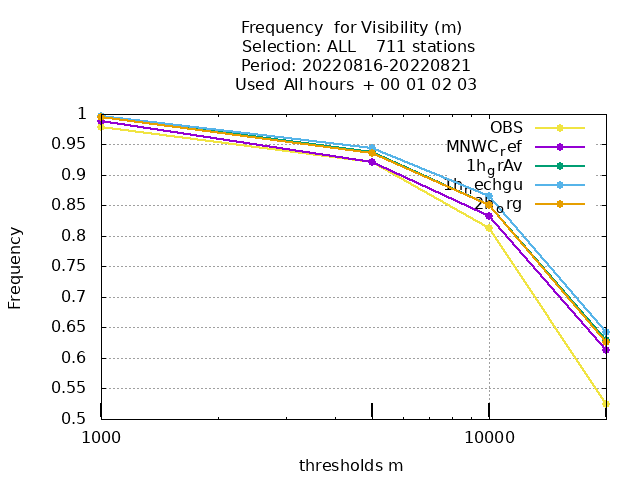 Frequency for Visibility (m)
Selection: ALL 711 stations
Period: 20220816-20220821
Used All hours + 00 01 02 03
1
0.95
0.9
0.85
0.8
0.75
0.7
0.65
0.6
0.55
0.5
Frequency
OBS
MNWC_ref
1h_grAv
1h_nechgu
2h_org
1000
10000
thresholds m